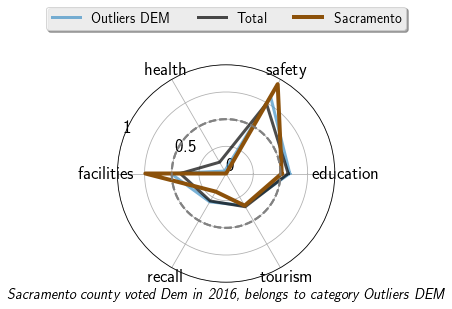 Outliers DEM Total Sacramento
health safety
1
0.5
0
facilities education
recall tourism
Sacramento county voted Dem in 2016, belongs to category Outliers DEM